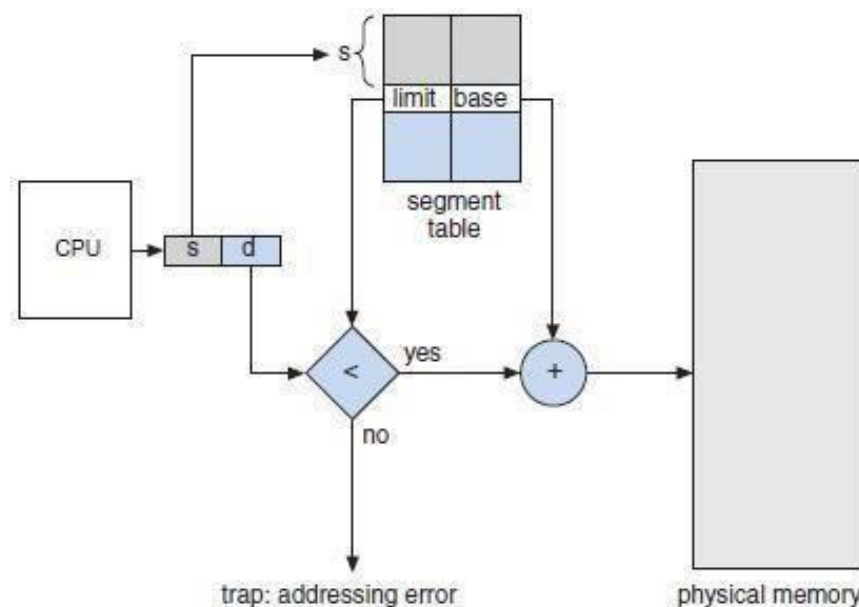 s
limit base
segment
table
CPU
s d
<
yes
+
no
trap: addressing error
physical memory